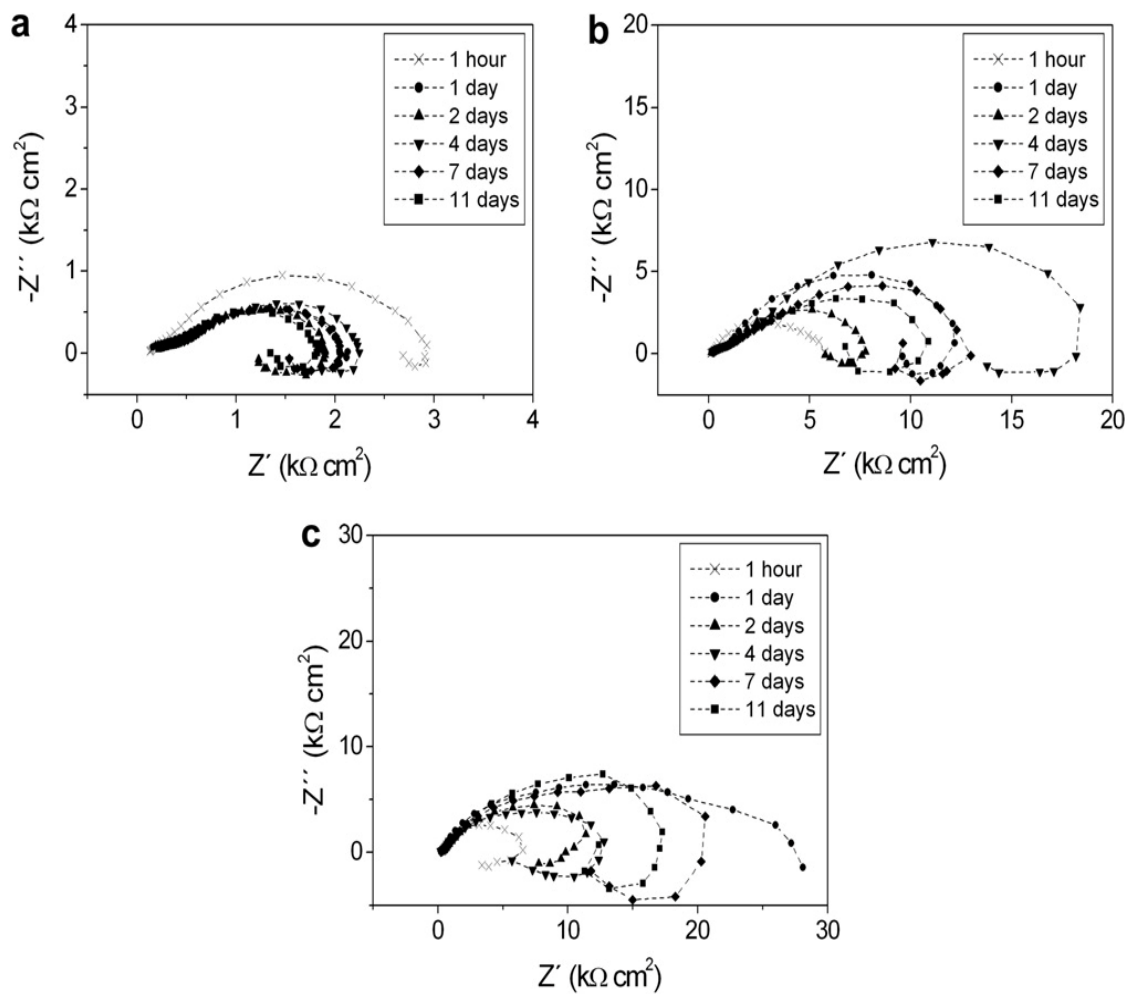 a
4
3
2
1
0
-Z´´ (kΩ cm²)
0 1 2 3 4
Z´ (kΩ cm²)
1 hour
1 day
2 days
4 days
7 days
11 days
b
20
15
10
5
0
-Z´´ (kΩ cm²)
0 5 10 15 20
Z´ (kΩ cm²)
1 hour
1 day
2 days
4 days
7 days
11 days
c
30
20
10
0
-Z´´ (kΩ cm²)
0 10 20 30
Z´ (kΩ cm²)
1 hour
1 day
2 days
4 days
7 days
11 days